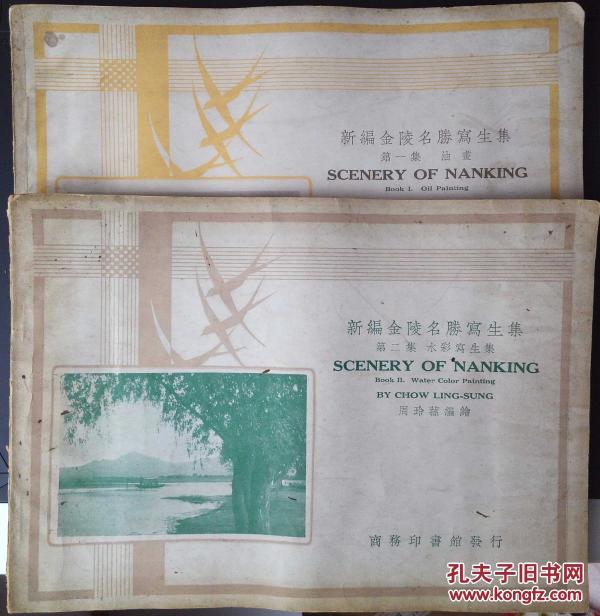 新編金陵名勝寫生集
第一集 油畫
SCENERY OF NANKING
Book I. Oil Painting
新編金陵名勝寫生集
第二集 水彩寫生集
SCENERY OF NANKING
Book II. Water Color Painting
BY CHOW LING-SUNG
周玲蓀編繪
商務印書館發行
孔夫子旧书网
www.kongfz.com